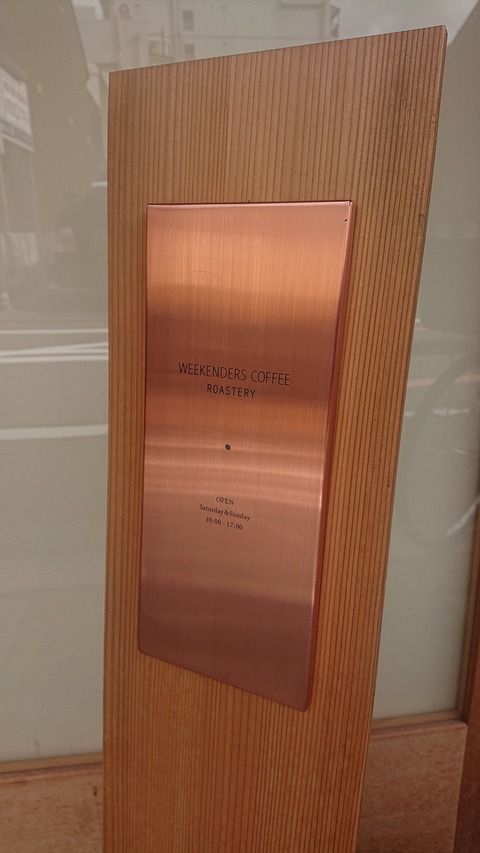 WEEKENDERS COFFEE
ROASTERY
OPEN
Saturday&Sunday
10:00 - 17:00